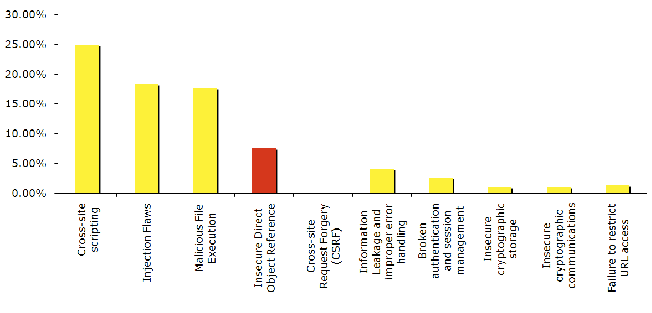 30.00%
25.00%
20.00%
15.00%
10.00%
5.00%
0.00%
Cross-site
scripting
Injection Flaws
Malicious File
Execution
Insecure Direct
Object Reference
Cross-site
Request Forgery
(CSRF)
Information
Leakage and
Improper error
handling
Broken
authentication
and session
management
Insecure
cryptographic
storage
Insecure
cryptographic
communications
Failure to restrict
URL access